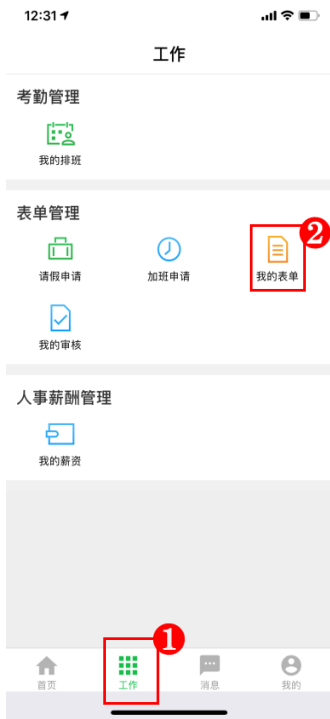 12:31
工作
考勤管理
我的排班
表单管理
2
请假申请 加班申请 我的表单
我的审核
人事薪酬管理
我的薪资
1
首页 工作 消息 我的